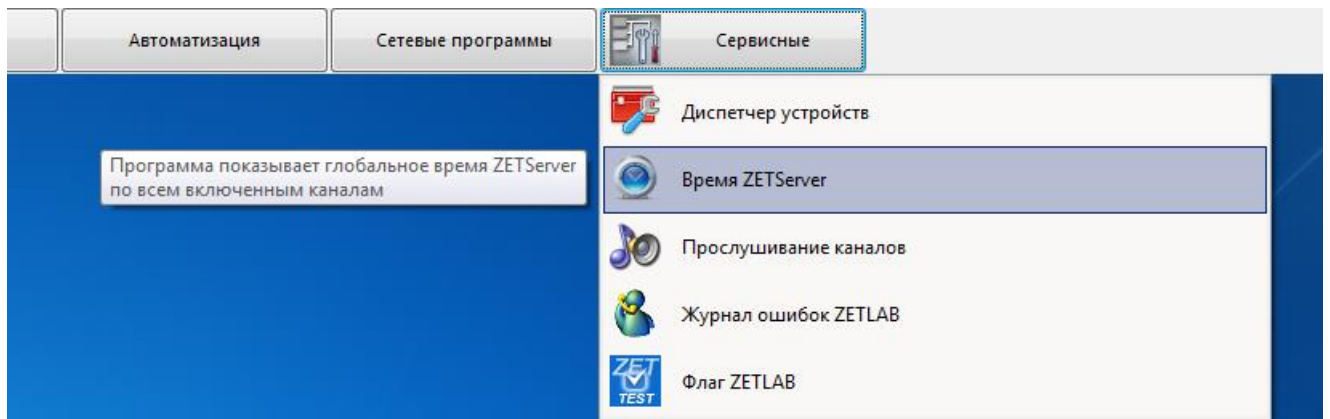 Автоматизация
Сетевые программы
Сервисные
Диспетчер устройств
Программа показывает глобальное время ZETServer
по всем включенным каналам
Время ZETServer
Прослушивание каналов
Журнал ошибок ZETLAB
ZET
TEST
Флаг ZETLAB